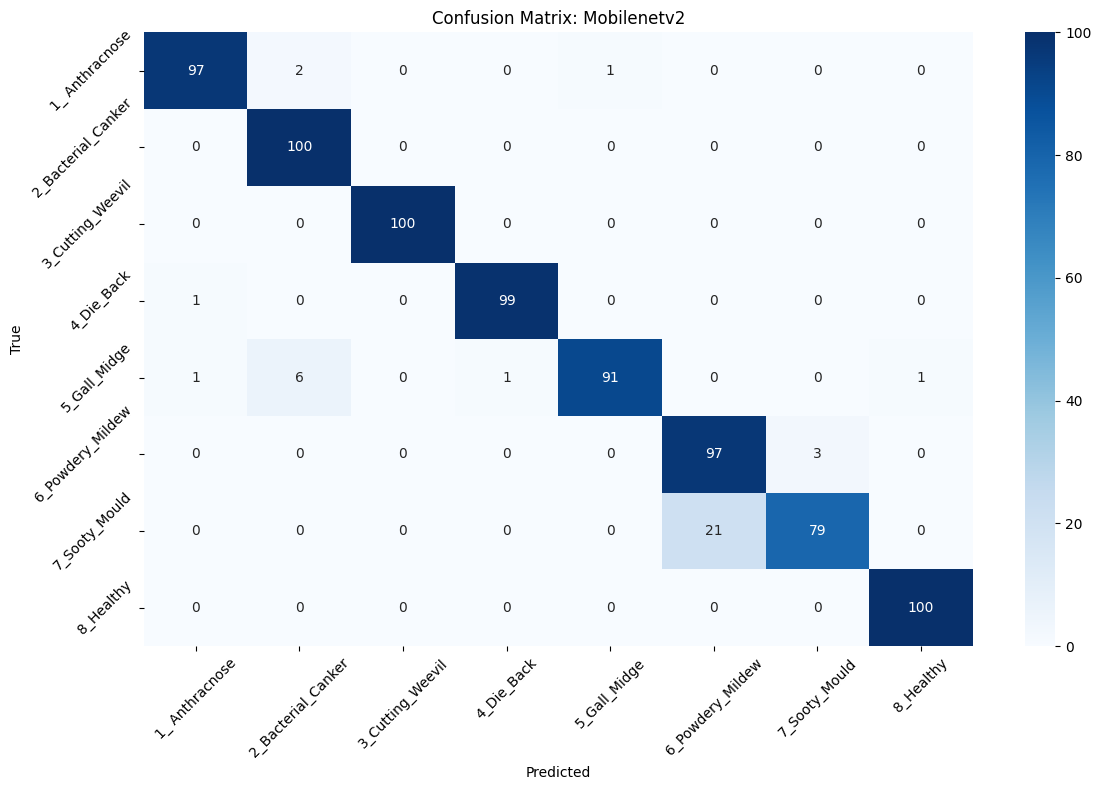 Confusion Matrix: Mobilenetv2
True
1_ Anthracnose 97 2 0 0 1 0 0 0
2_Bacterial_Canker 0 100 0 0 0 0 0 0
3_Cutting_Weevil 0 0 100 0 0 0 0 0
4_Die_Back 1 0 0 99 0 0 0 0
5_Gall_Midge 1 6 0 1 91 0 0 1
6_Powdery_Mildew 0 0 0 0 0 97 3 0
7_Sooty_Mould 0 0 0 0 0 21 79 0
8_Healthy 0 0 0 0 0 0 0 100
1_ Anthracnose 2_Bacterial_Canker 3_Cutting_Weevil 4_Die_Back 5_Gall_Midge 6_Powdery_Mildew 7_Sooty_Mould 8_Healthy
Predicted
100
80
60
40
20
0